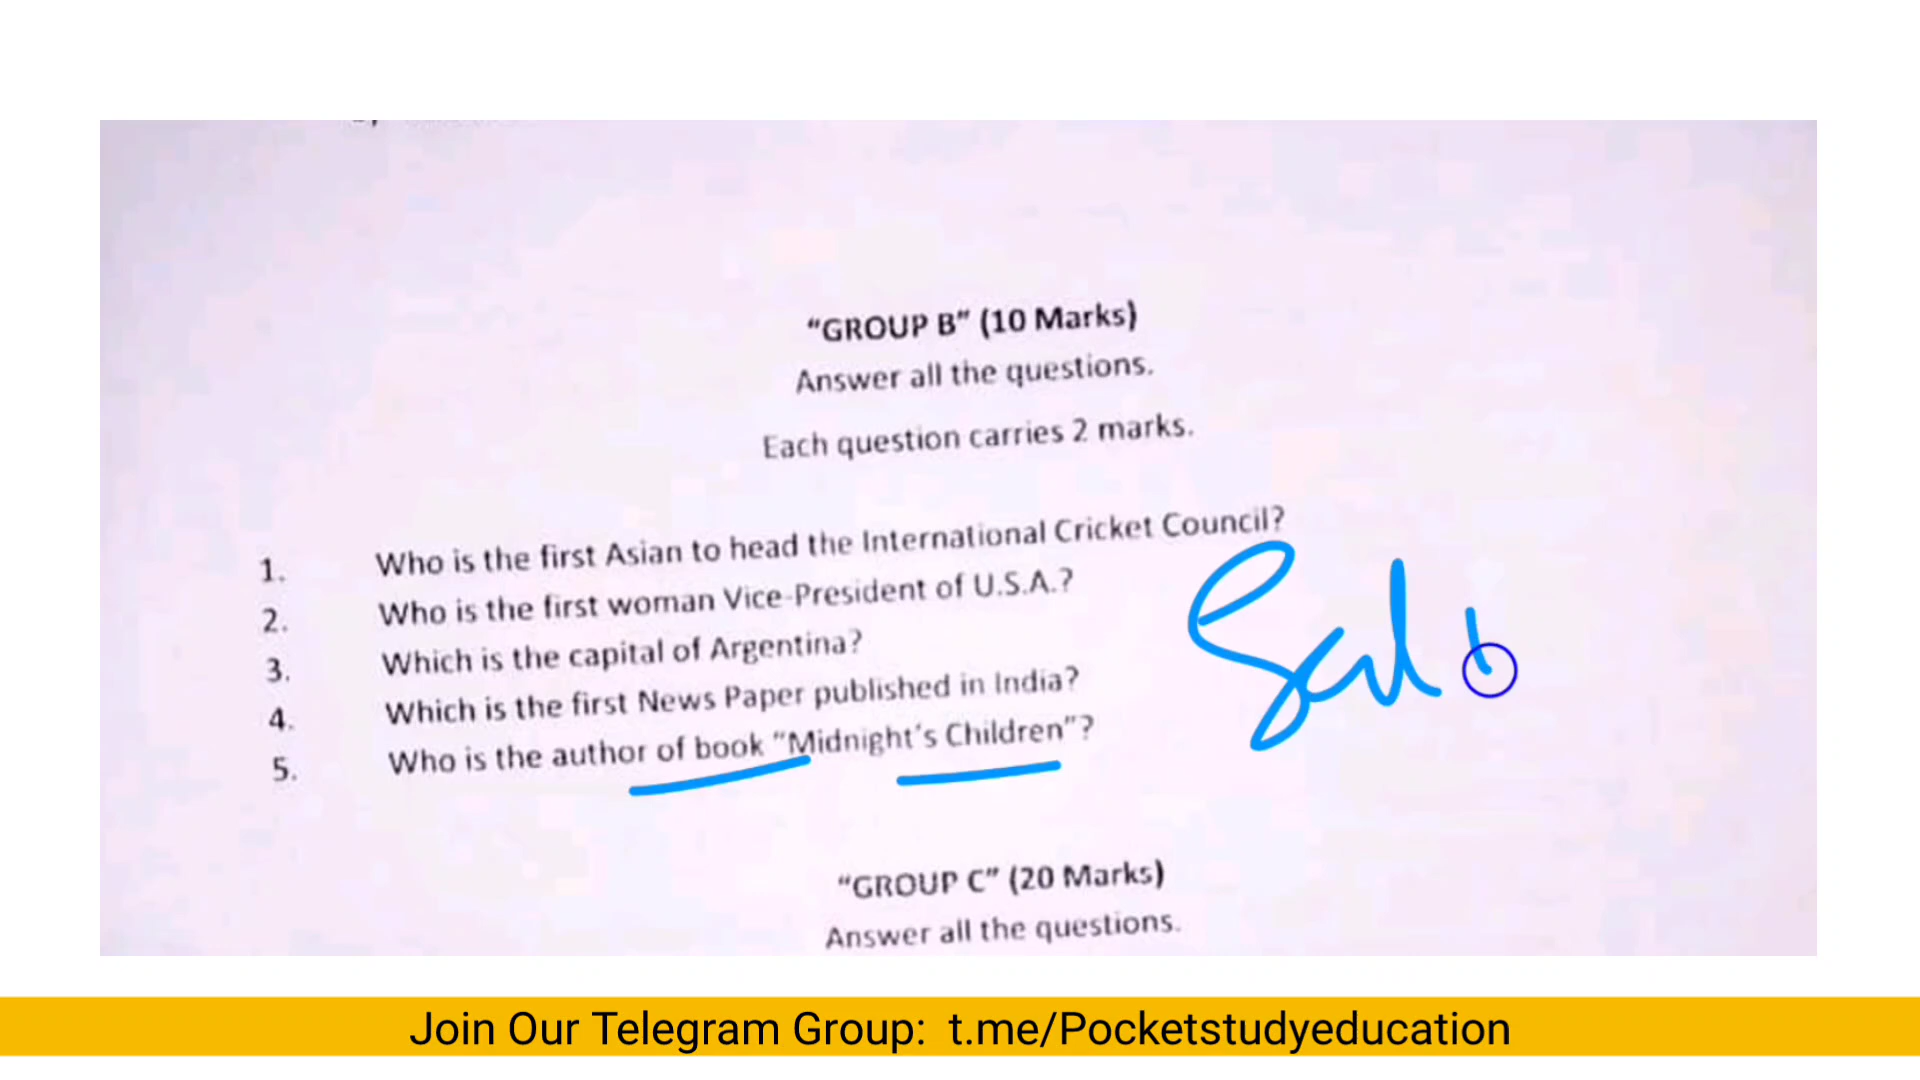 "GROUP B" (10 Marks)
Answer all the questions.
Each question carries 2 marks.
1. Who is the first Asian to head the International Cricket Council?
2. Who is the first woman Vice-President of U.S.A.?
3. Which is the capital of Argentina?
4. Which is the first News Paper published in India?
5. Who is the author of book "Midnight's Children"?
Sal
"GROUP C" (20 Marks)
Answer all the questions.
Join Our Telegram Group: t.me/Pocketstudyeducation